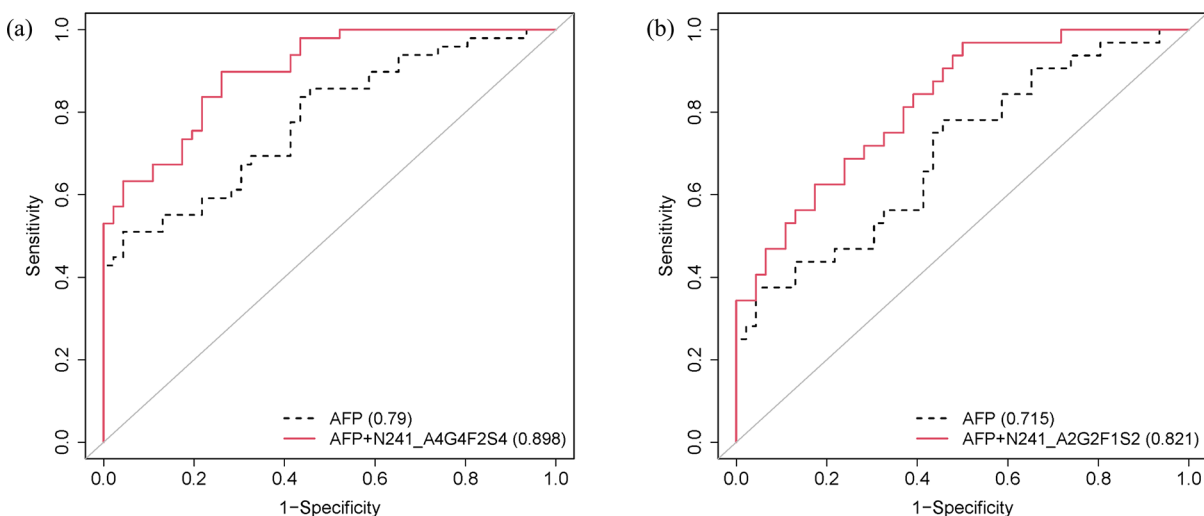 (a)
1.0
0.8
0.6
0.4
0.2
0.0
Sensitivity
AFP (0.79)
AFP+N241_A4G4F2S4 (0.898)
0.0 0.2 0.4 0.6 0.8 1.0
1−Specificity
(b)
1.0
0.8
0.6
0.4
0.2
0.0
Sensitivity
AFP (0.715)
AFP+N241_A2G2F1S2 (0.821)
0.0 0.2 0.4 0.6 0.8 1.0
1−Specificity